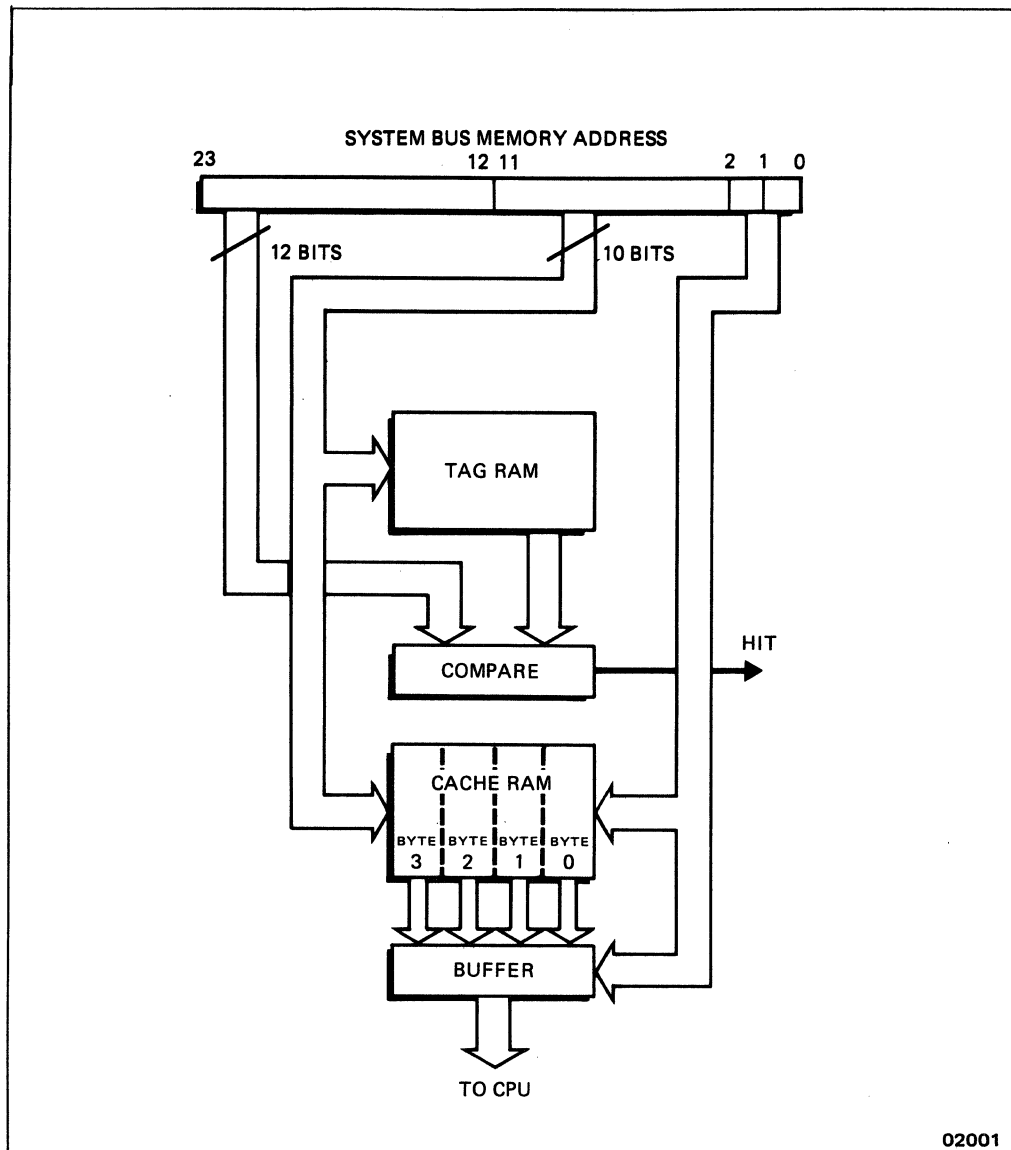 SYSTEM BUS MEMORY ADDRESS
23 12 11 2 1 0
12 BITS 10 BITS
TAG RAM
HIT
COMPARE
CACHE RAM
BYTE BYTE BYTE BYTE
3 2 1 0
BUFFER
TO CPU
02001